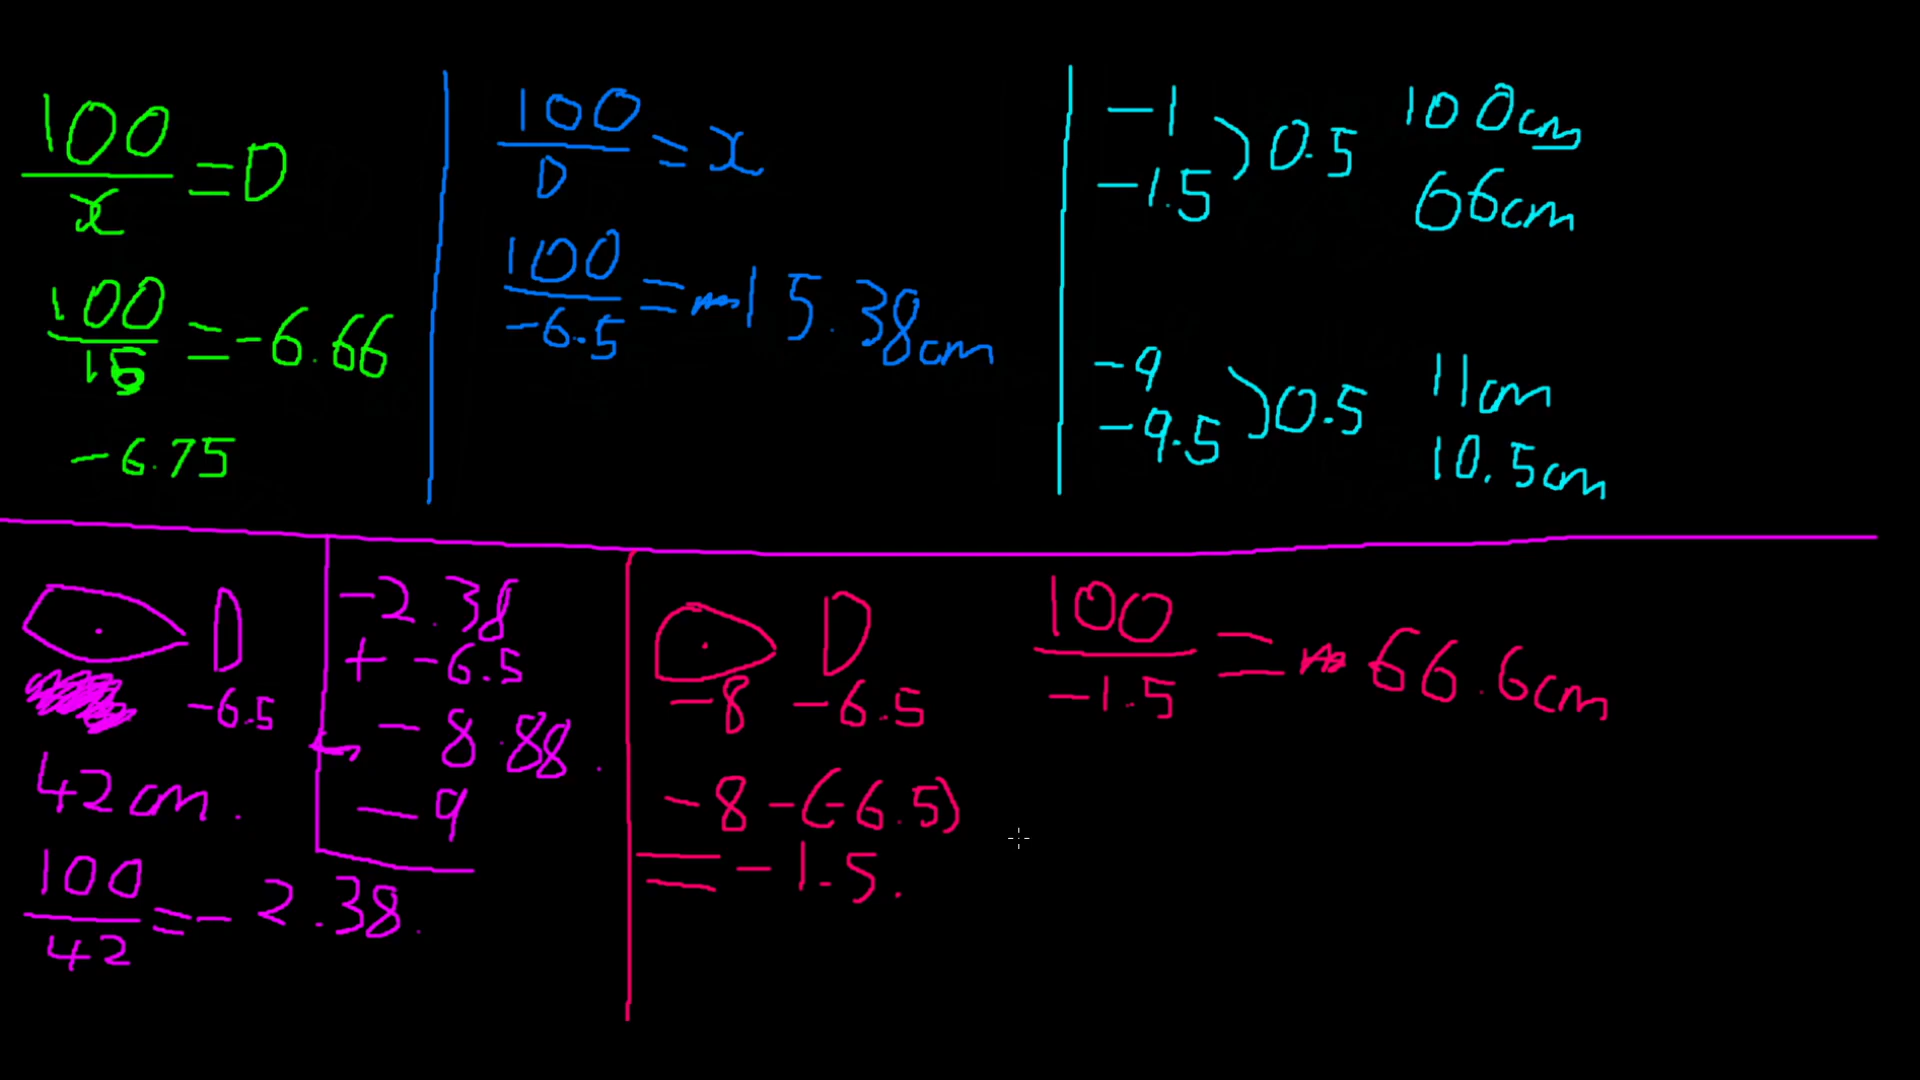 100/x = D
100/15 = -6.66
-6.75
100/D = x
100/-6.5 = 15.38cm
-1
-1.5
) 0.5
100cm
66cm
-9
-9.5
) 0.5
11cm
10.5cm
D
-6.5
42cm.
100/42 = -2.38.
-2.38
+ -6.5
-8.88.
-9
D
-8 -6.5
-8-(-6.5)
= -1.5.
100/-1.5 = 66.6cm